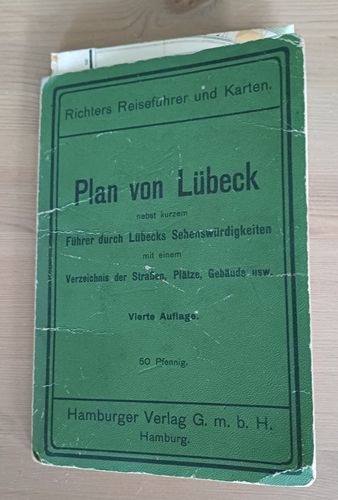 Richters Reiseführer und Karten.
Plan von Lübeck
nebst kurzem
Führer durch Lübecks Sehenswürdigkeiten
mit einem
Verzeichnis der Straßen, Plätze, Gebäude usw.
Vierte Auflage.
50 Pfennig.
Hamburger Verlag G. m. b. H.
Hamburg.